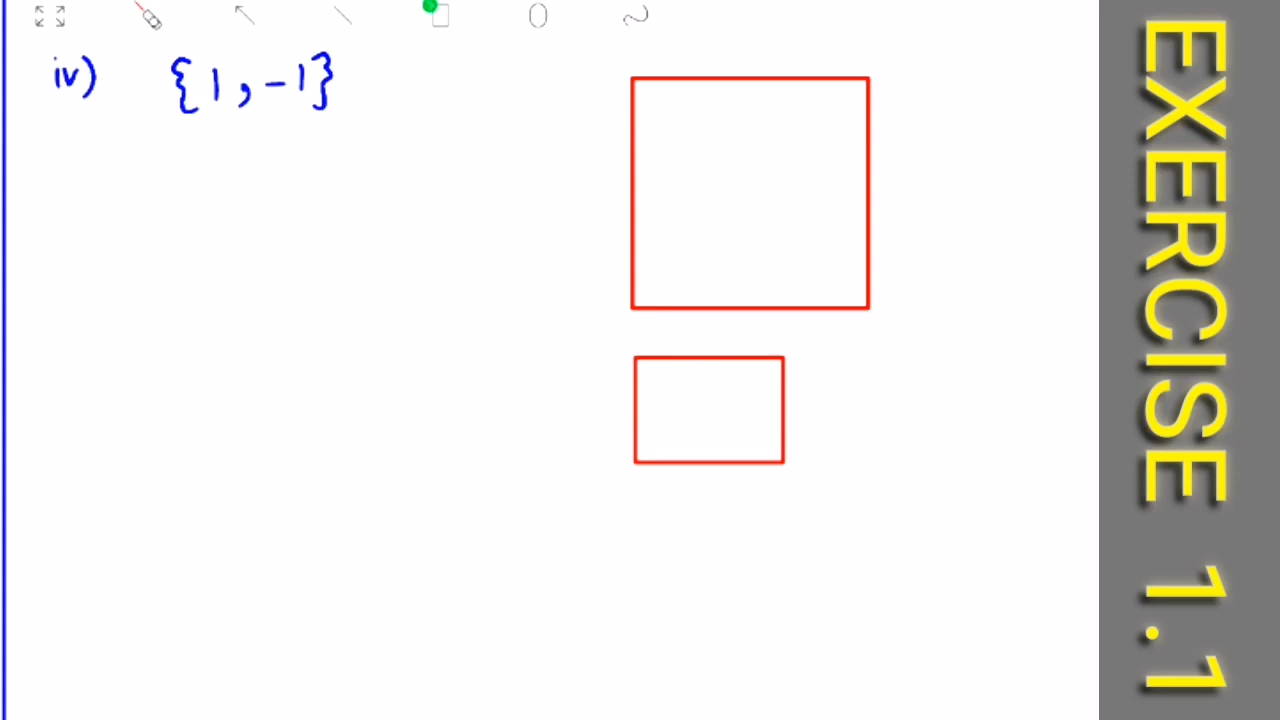 iv) {1, -1}
EXERCISE 1.1